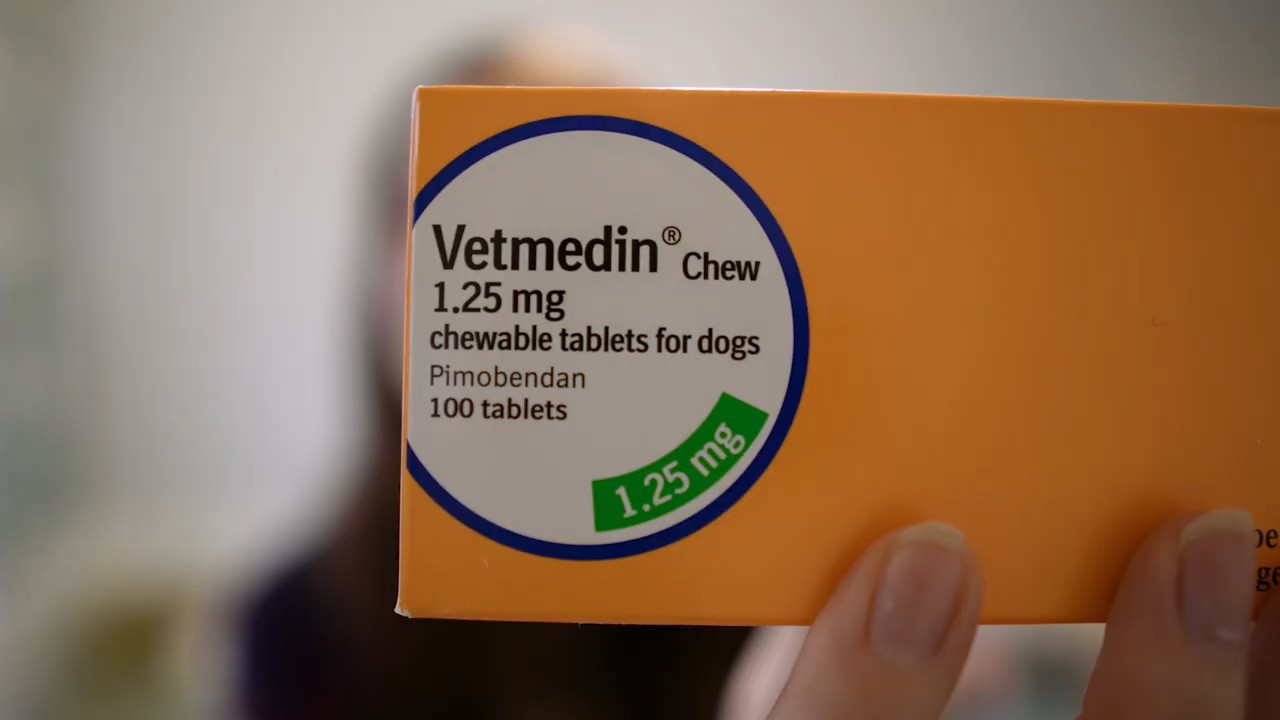 Vetmedin® Chew
1.25 mg
chewable tablets for dogs
Pimobendan
100 tablets
1.25 mg